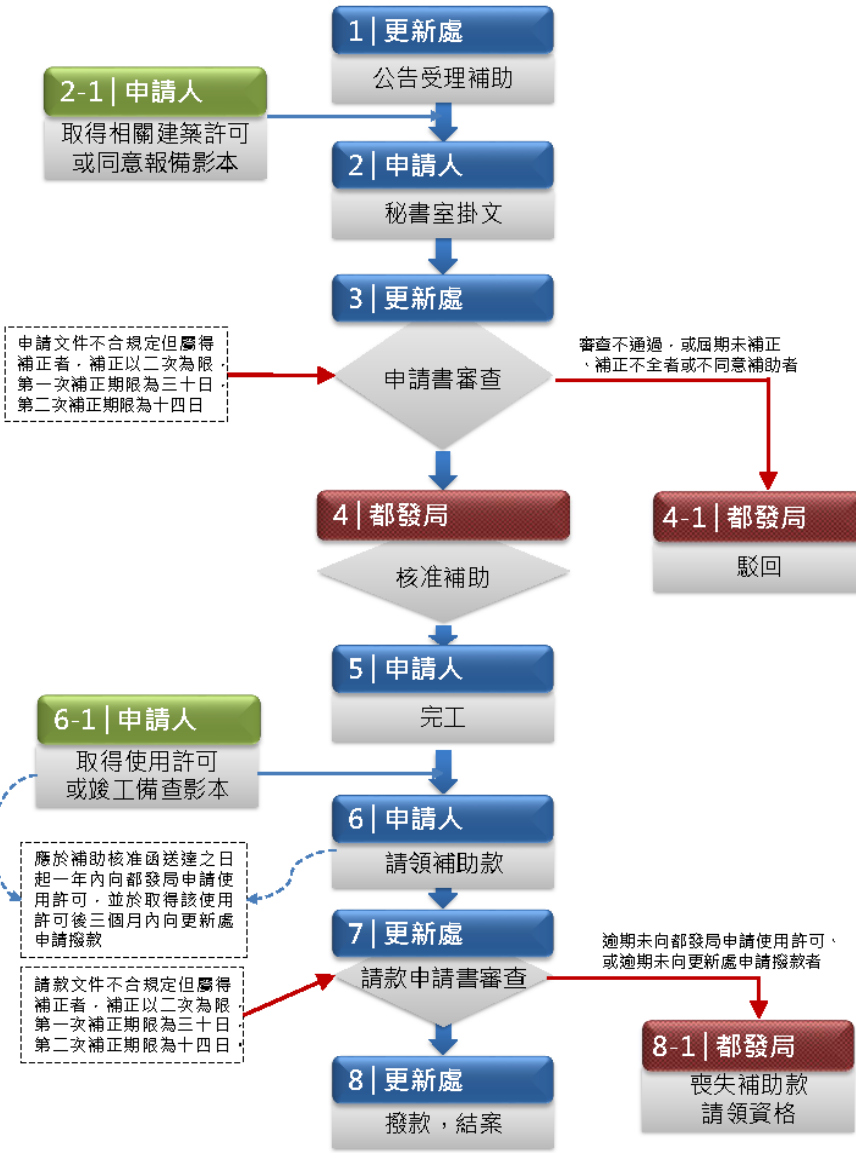 1|更新處
公告受理補助
2-1|申請人
取得相關建築許可
或同意報備影本
2|申請人
秘書室掛文
3|更新處
申請書審查
申請文件不合規定但屬得
補正者，補正以二次為限，
第一次補正期限為三十日，
第二次補正期限為十四日
審查不通過，或屆期未補正
、補正不全者或不同意補助者
4|都發局
核准補助
4-1|都發局
駁回
5|申請人
完工
6-1|申請人
取得使用許可
或竣工備查影本
6|申請人
請領補助款
應於補助核准函送達之日
起一年內向都發局申請使
用許可，並於取得該使用
許可後三個月內向更新處
申請撥款
7|更新處
請款申請書審查
請款文件不合規定但屬得
補正者，補正以二次為限，
第一次補正期限為三十日，
第二次補正期限為十四日，
逾期未向都發局申請使用許可、
或逾期未向更新處申請撥款者
8-1|都發局
喪失補助款
請領資格
8|更新處
撥款，結案